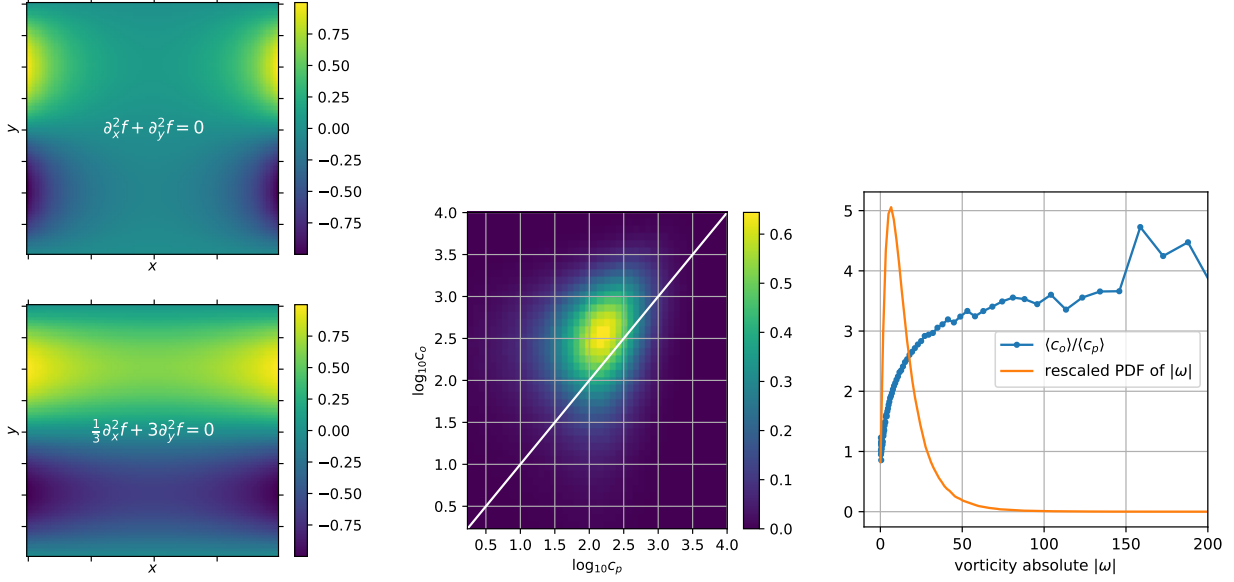 y
∂²ₓf + ∂²ᵧf = 0
0.75
0.50
0.25
0.00
−0.25
−0.50
−0.75
x
y
⅓∂²ₓf + 3∂²ᵧf = 0
0.75
0.50
0.25
0.00
−0.25
−0.50
−0.75
x
log₁₀cₒ
4.0
3.5
3.0
2.5
2.0
1.5
1.0
0.5
0.5 1.0 1.5 2.0 2.5 3.0 3.5 4.0
log₁₀cₚ
0.6
0.5
0.4
0.3
0.2
0.1
0.0
5
4
3
2
1
0
⟨cₒ⟩/⟨cₚ⟩
rescaled PDF of |ω|
0 50 100 150 200
vorticity absolute |ω|